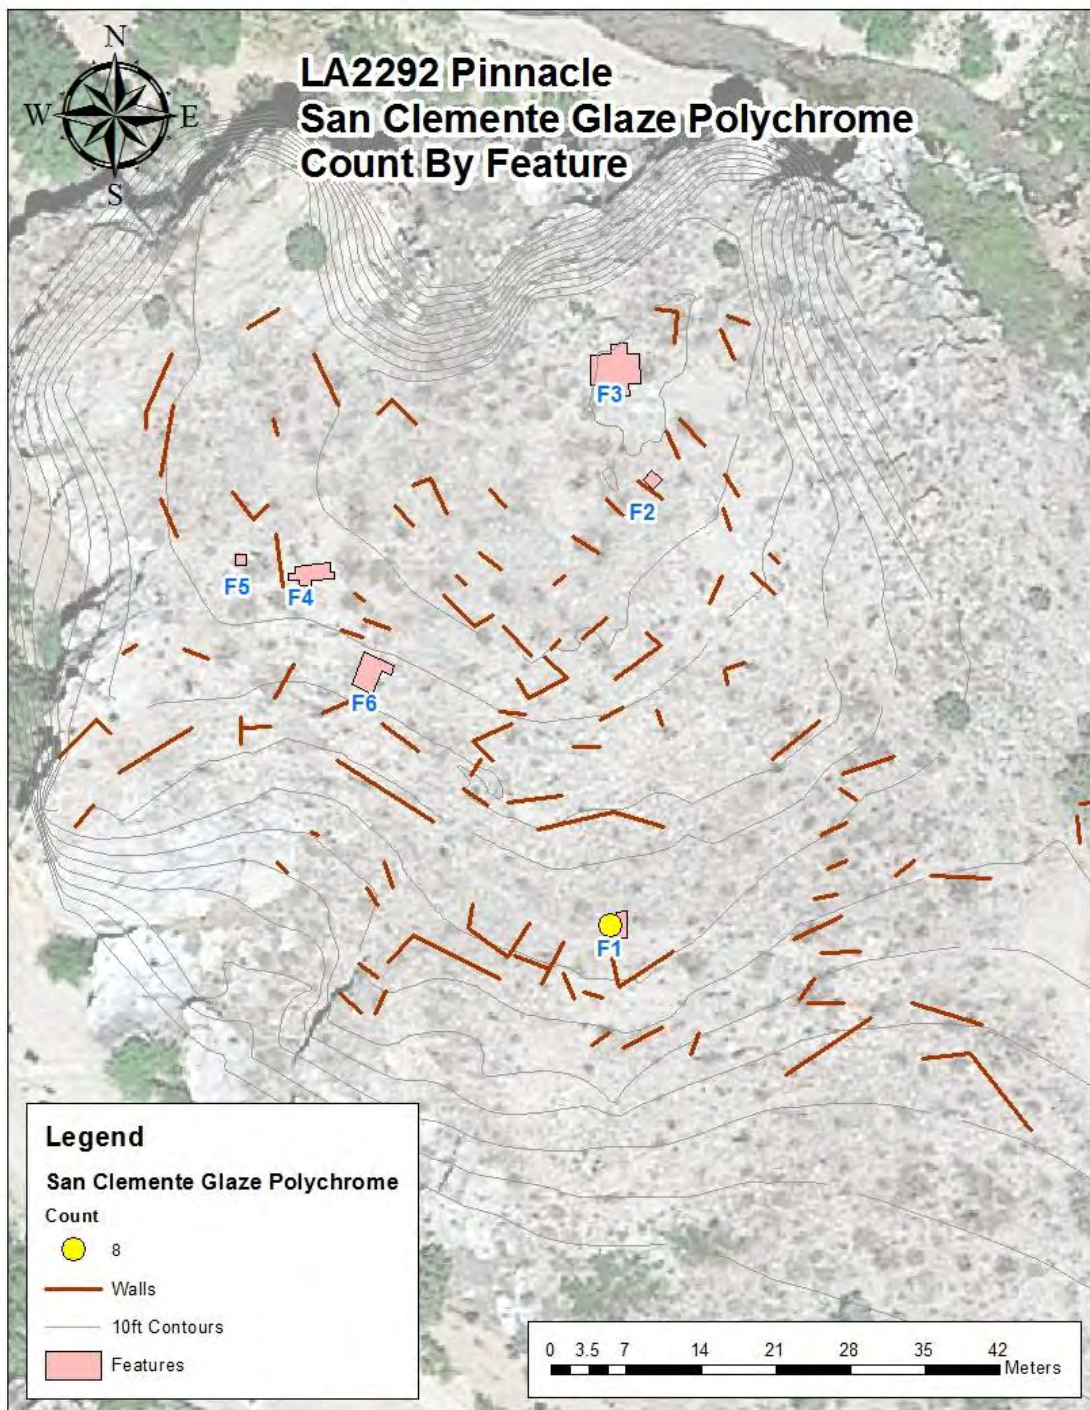 N
W E
S
LA2292 Pinnacle
San Clemente Glaze Polychrome
Count By Feature
F3
F2
F5
F4
F6
F1
Legend
San Clemente Glaze Polychrome
Count
8
Walls
10ft Contours
Features
0 3.5 7 14 21 28 35 42
Meters